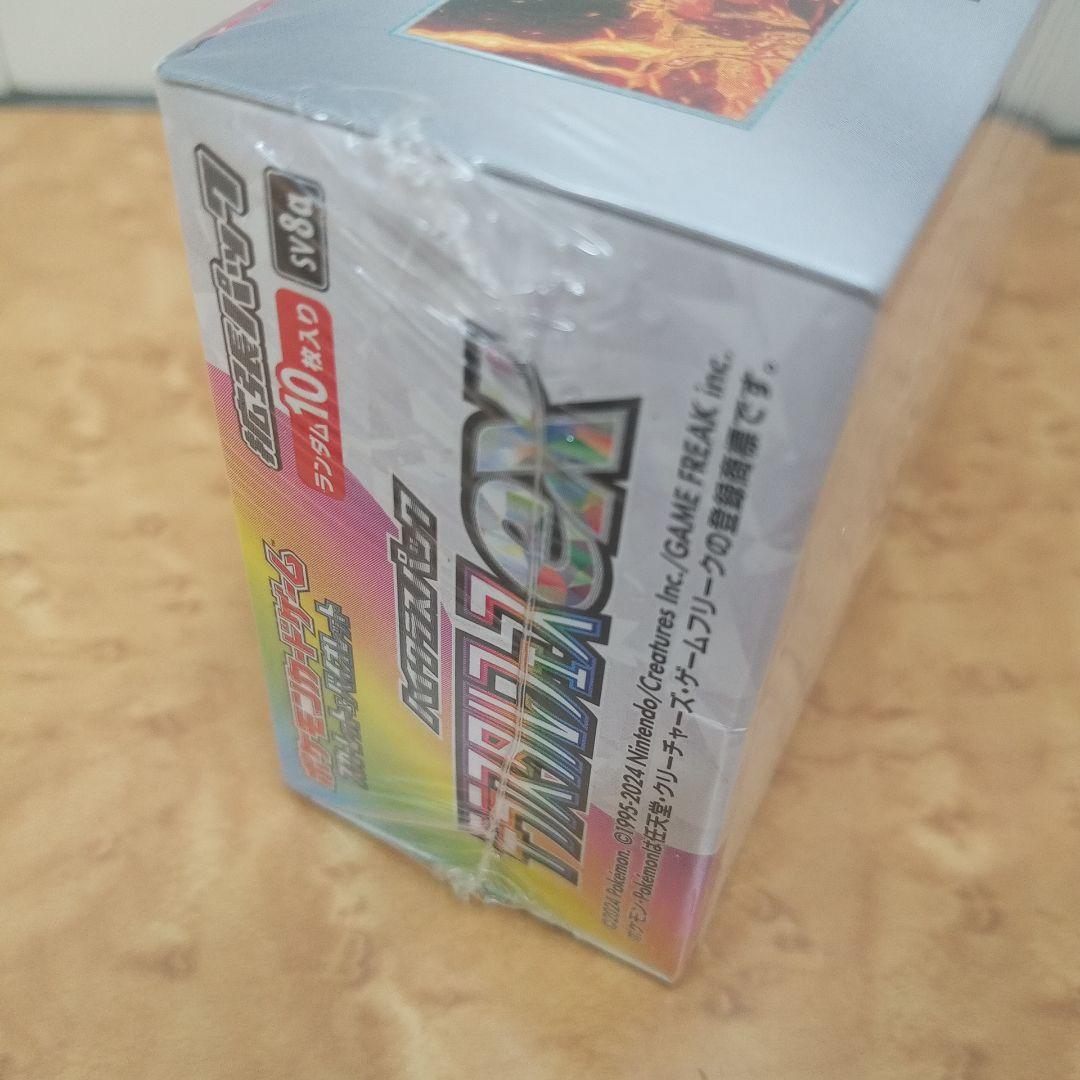 拡張パック
sv8a
ランダム10枚入り
ポケモンカードゲーム
スカーレット&バイオレット
ハイクラスパック
テラスタルフェス
ex
©2024 Pokémon. ©1995-2024 Nintendo/Creatures Inc./GAME FREAK inc.
ポケモン・Pokémonは任天堂・クリーチャーズ・ゲームフリークの登録商標です。